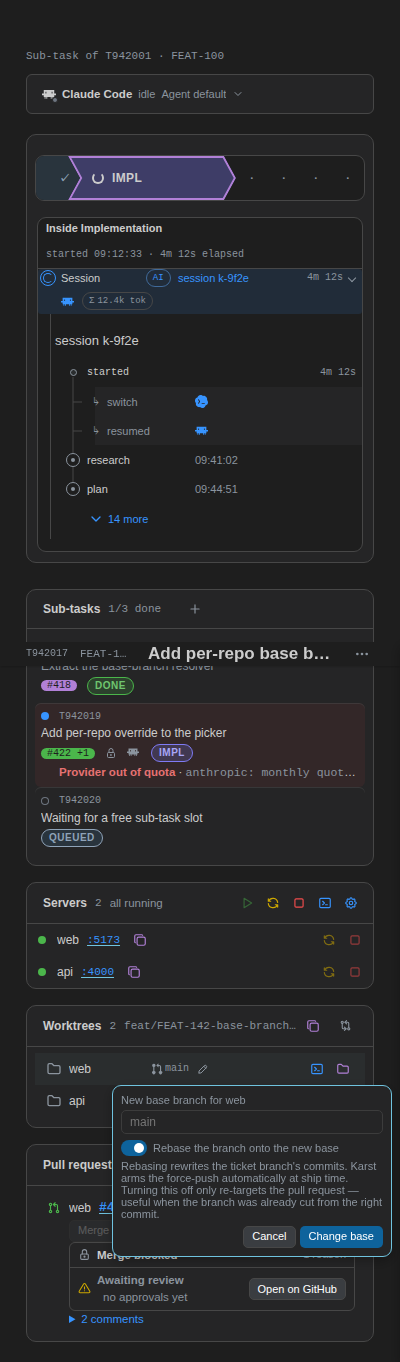 Sub-task of T942001 · FEAT-100
Claude Code idle Agent default
✓ IMPL
Inside Implementation
started 09:12:33 · 4m 12s elapsed
Session AI session k-9f2e 4m 12s
Σ 12.4k tok
session k-9f2e
started 4m 12s
↳ switch
↳ resumed
research 09:41:02
plan 09:44:51
14 more
Sub-tasks 1/3 done +
T942017 FEAT-1… Add per-repo base b… ···
Extract the base-branch resolver
#418 DONE
T942019
Add per-repo override to the picker
#422 +1 IMPL
Provider out of quota · anthropic: monthly quot…
T942020
Waiting for a free sub-task slot
QUEUED
Servers 2 all running
web :5173
api :4000
Worktrees 2 feat/FEAT-142-base-branch…
web main
api
New base branch for web
main
Rebase the branch onto the new base
Rebasing rewrites the ticket branch's commits. Karst
arms the force-push automatically at ship time.
Turning this off only re-targets the pull request —
useful when the branch was already cut from the right
commit.
Cancel Change base
Pull request
web #4
Merge
Merge blocked
Awaiting review
no approvals yet
Open on GitHub
2 comments